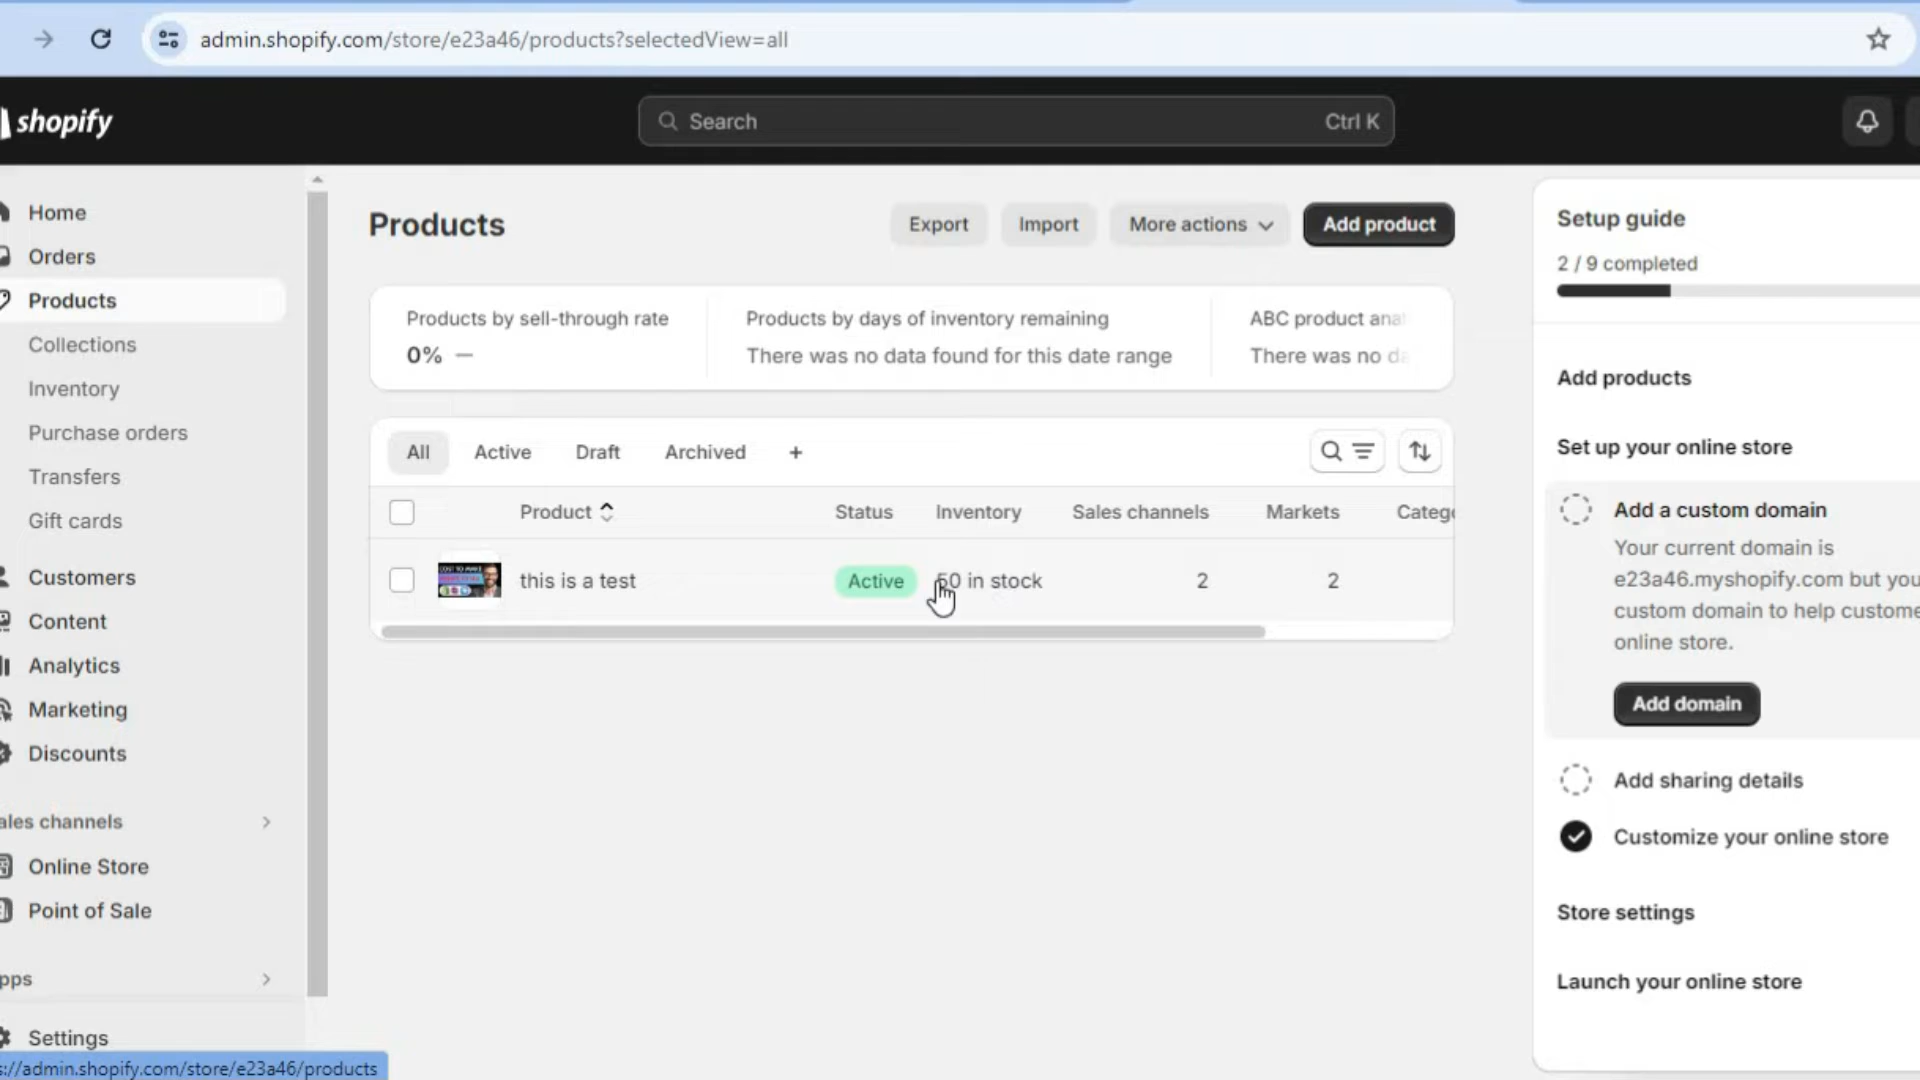 admin.shopify.com/store/e23a46/products?selectedView=all
shopify
Search
Ctrl K
Home
Orders
Products
Collections
Inventory
Purchase orders
Transfers
Gift cards
Customers
Content
Analytics
Marketing
Discounts
ales channels
Online Store
Point of Sale
pps
Settings
s://admin.shopify.com/store/e23a46/products
Products
Export
Import
More actions
Add product
Products by sell-through rate
0% —
Products by days of inventory remaining
There was no data found for this date range
ABC product ana
There was no da
All
Active
Draft
Archived
+
Product
Status
Inventory
Sales channels
Markets
Catego
this is a test
Active
50 in stock
2
2
Setup guide
2 / 9 completed
Add products
Set up your online store
Add a custom domain
Your current domain is
e23a46.myshopify.com but you
custom domain to help custome
online store.
Add domain
Add sharing details
Customize your online store
Store settings
Launch your online store